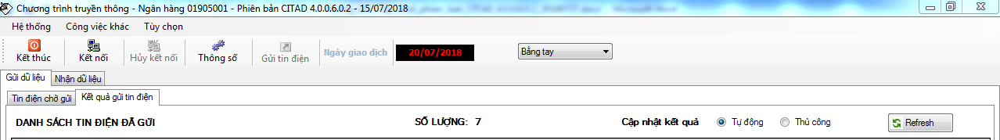 Chương trình truyền thông - Ngân hàng 01905001 - Phiên bản CITAD 4.0.0.6.0.2 - 15/07/2018
Hệ thống Công việc khác Tùy chọn
Kết thúc Kết nối Hủy kết nối Thông số Gửi tin điện Ngày giao dịch 20/07/2018 Bằng tay
Gửi dữ liệu Nhận dữ liệu
Tin điện chờ gửi Kết quả gửi tin điện
DANH SÁCH TIN ĐIỆN ĐÃ GỬI SỐ LƯỢNG: 7 Cập nhật kết quả Tự động Thủ công Refresh